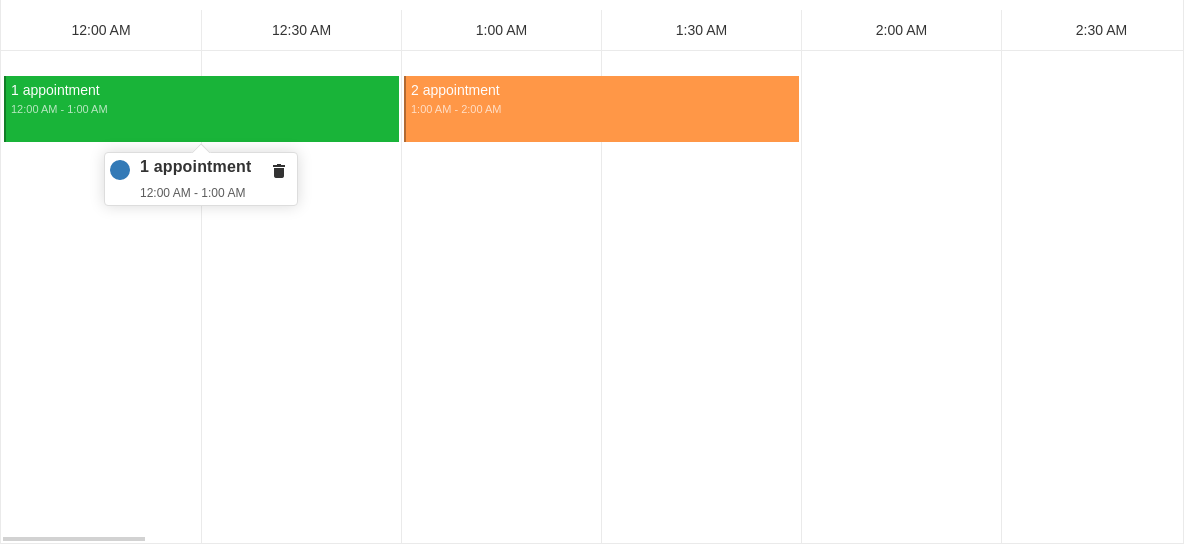 12:00 AM
12:30 AM
1:00 AM
1:30 AM
2:00 AM
2:30 AM
1 appointment
12:00 AM - 1:00 AM
2 appointment
1:00 AM - 2:00 AM
1 appointment
12:00 AM - 1:00 AM